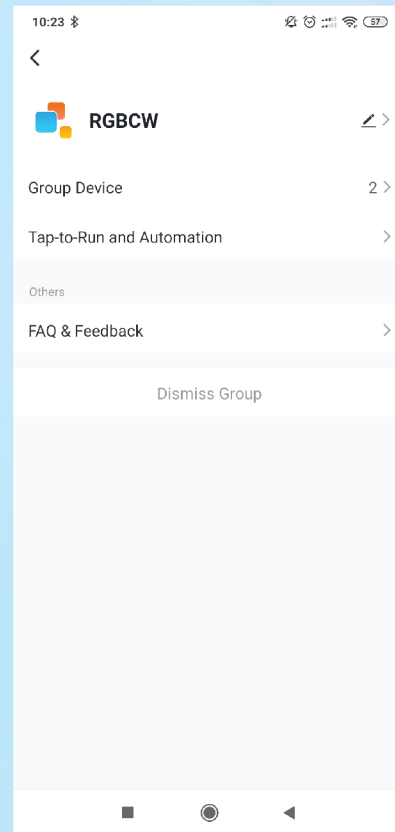 10:23
57
RGBCW
Group Device 2
Tap-to-Run and Automation
Others
FAQ & Feedback
Dismiss Group